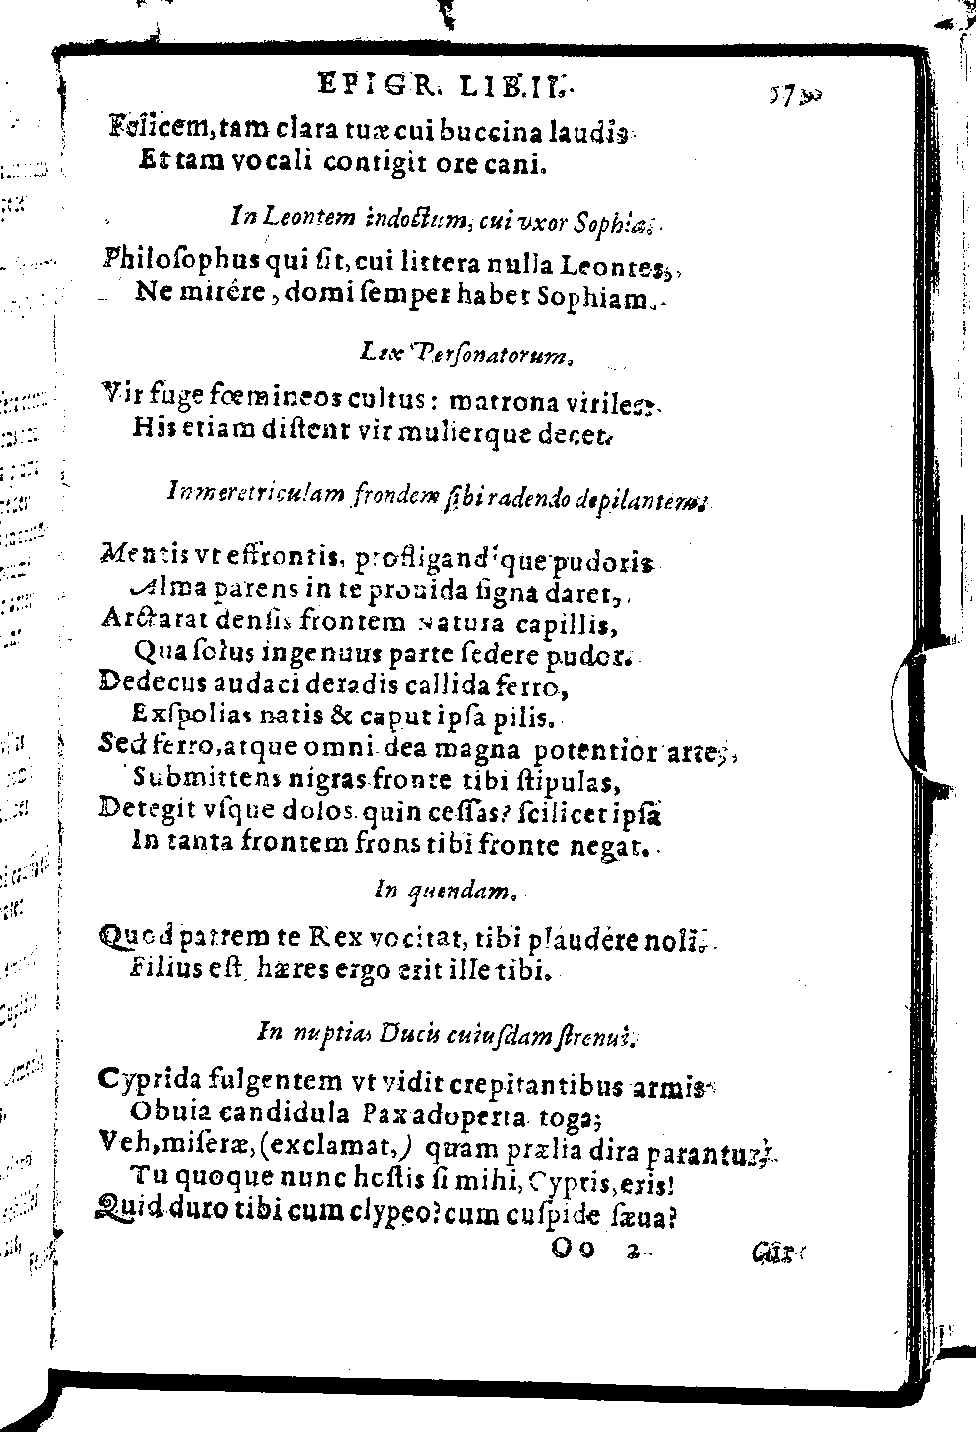 EPIGR. LIB. II.
Felicem, tam clara tuæ cui buccina laudis
Et tam vocali contigit ore cani.
In Leontem indoctum, cui vxor Sophia.
Philoſophus qui ſit, cui littera nulla Leontes,
Ne mirêre, domi ſemper habet Sophiam.
Lex Perſonatorum.
Vir fuge fœmineos cultus: matrona viriles.
His etiam diſtent vir mulierque decet.
In meretriculam frondem ſibi radendo depilantem.
Mentis vt effrontis, profligandique pudoris
Alma parens in te prouida ſigna daret,
Arctarat denſis frontem Natura capillis,
Qua ſolus ingenuus parte ſedere pudor.
Dedecus audaci deradis callida ferro,
Exſpolias natis & caput ipſa pilis.
Sed ferro, atque omni dea magna potentior arte,
Submittens nigras fronte tibi ſtipulas,
Detegit vſque dolos. quin ceſſas? ſcilicet ipſa
In tanta frontem frons tibi fronte negat.
In quendam.
Quod patrem te Rex vocitat, tibi plaudere noli.
Filius eſt, hæres ergo erit ille tibi.
In nuptias Ducis cuiuſdam ſtrenui.
Cyprida fulgentem vt vidit crepitantibus armis
Obuia candidula Pax adoperta toga;
Veh, miſeræ, (exclamat,) quam prælia dira parantur,
Tu quoque nunc hoſtis ſi mihi, Cypris, eris!
Quid duro tibi cum clypeo? cum cuſpide ſæua?
Oo 2 Cur